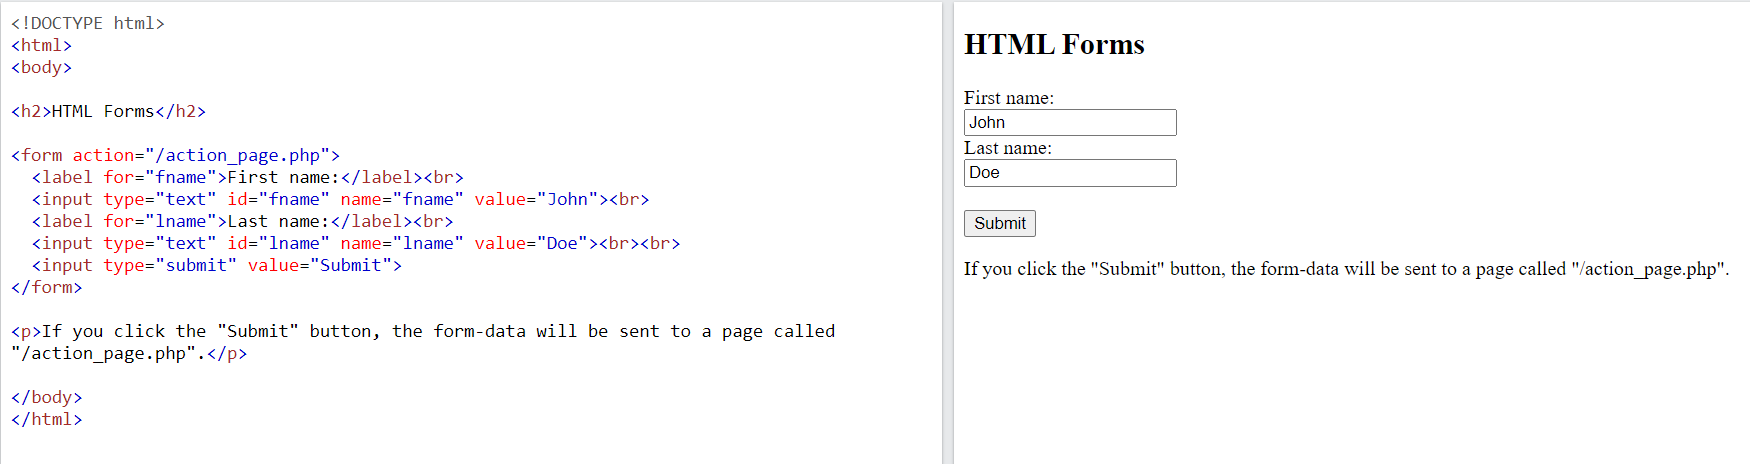 <!DOCTYPE html>
<html>
<body>
<h2>HTML Forms</h2>
<form action="/action_page.php">
<label for="fname">First name:</label><br>
<input type="text" id="fname" name="fname" value="John"><br>
<label for="lname">Last name:</label><br>
<input type="text" id="lname" name="lname" value="Doe"><br><br>
<input type="submit" value="Submit">
</form>
<p>If you click the "Submit" button, the form-data will be sent to a page called
"/action_page.php".</p>
</body>
</html>
HTML Forms
First name:
John
Last name:
Doe
Submit
If you click the "Submit" button, the form-data will be sent to a page called "/action_page.php".